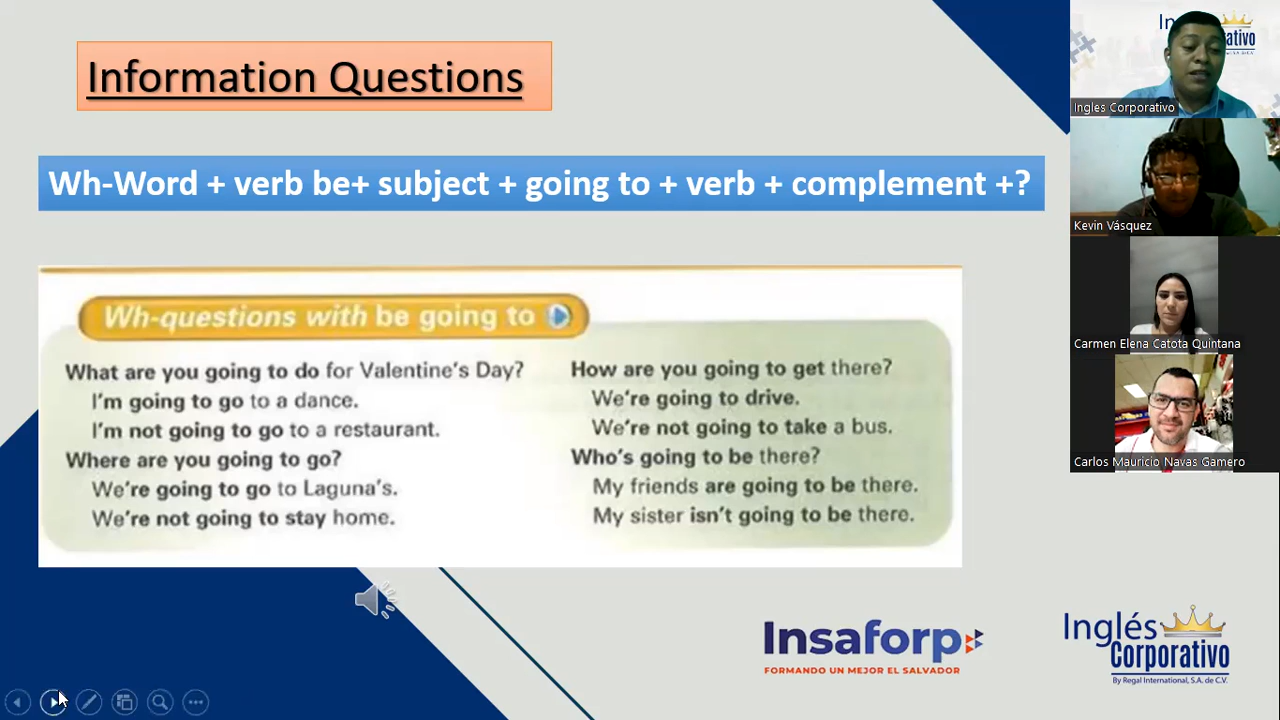 Information Questions
Wh-Word + verb be+ subject + going to + verb + complement +?
Wh-questions with be going to
What are you going to do for Valentine's Day?
I'm going to go to a dance.
I'm not going to go to a restaurant.
Where are you going to go?
We're going to go to Laguna's.
We're not going to stay home.
How are you going to get there?
We're going to drive.
We're not going to take a bus.
Who's going to be there?
My friends are going to be there.
My sister isn't going to be there.
Insaforp
FORMANDO UN MEJOR EL SALVADOR
Inglés
Corporativo
By Regal International, S.A. de C.V.
Ingles Corporativo
Kevin Vásquez
Carmen Elena Catota Quintana
Carlos Mauricio Navas Gamero